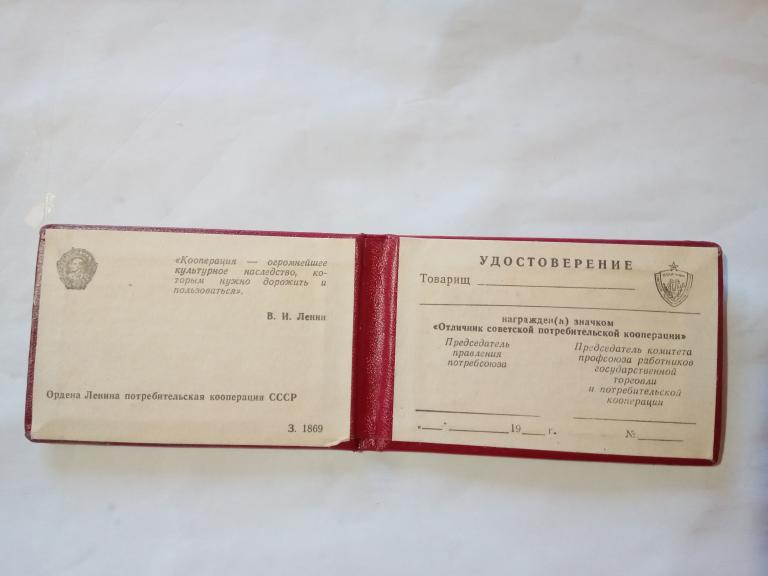 «Кооперация — огромнейшее
культурное наследство, ко-
торым нужно дорожить и
пользоваться».
В. И. Ленин
Ордена Ленина потребительская кооперация СССР
З. 1869
УДОСТОВЕРЕНИЕ
Товарищ
награжден(а) значком
«Отличник советской потребительской кооперации»
Председатель
правления
потребсоюза
Председатель комитета
профсоюза работников
государственной
торговли
и потребительской
кооперации
« » 19 г. №